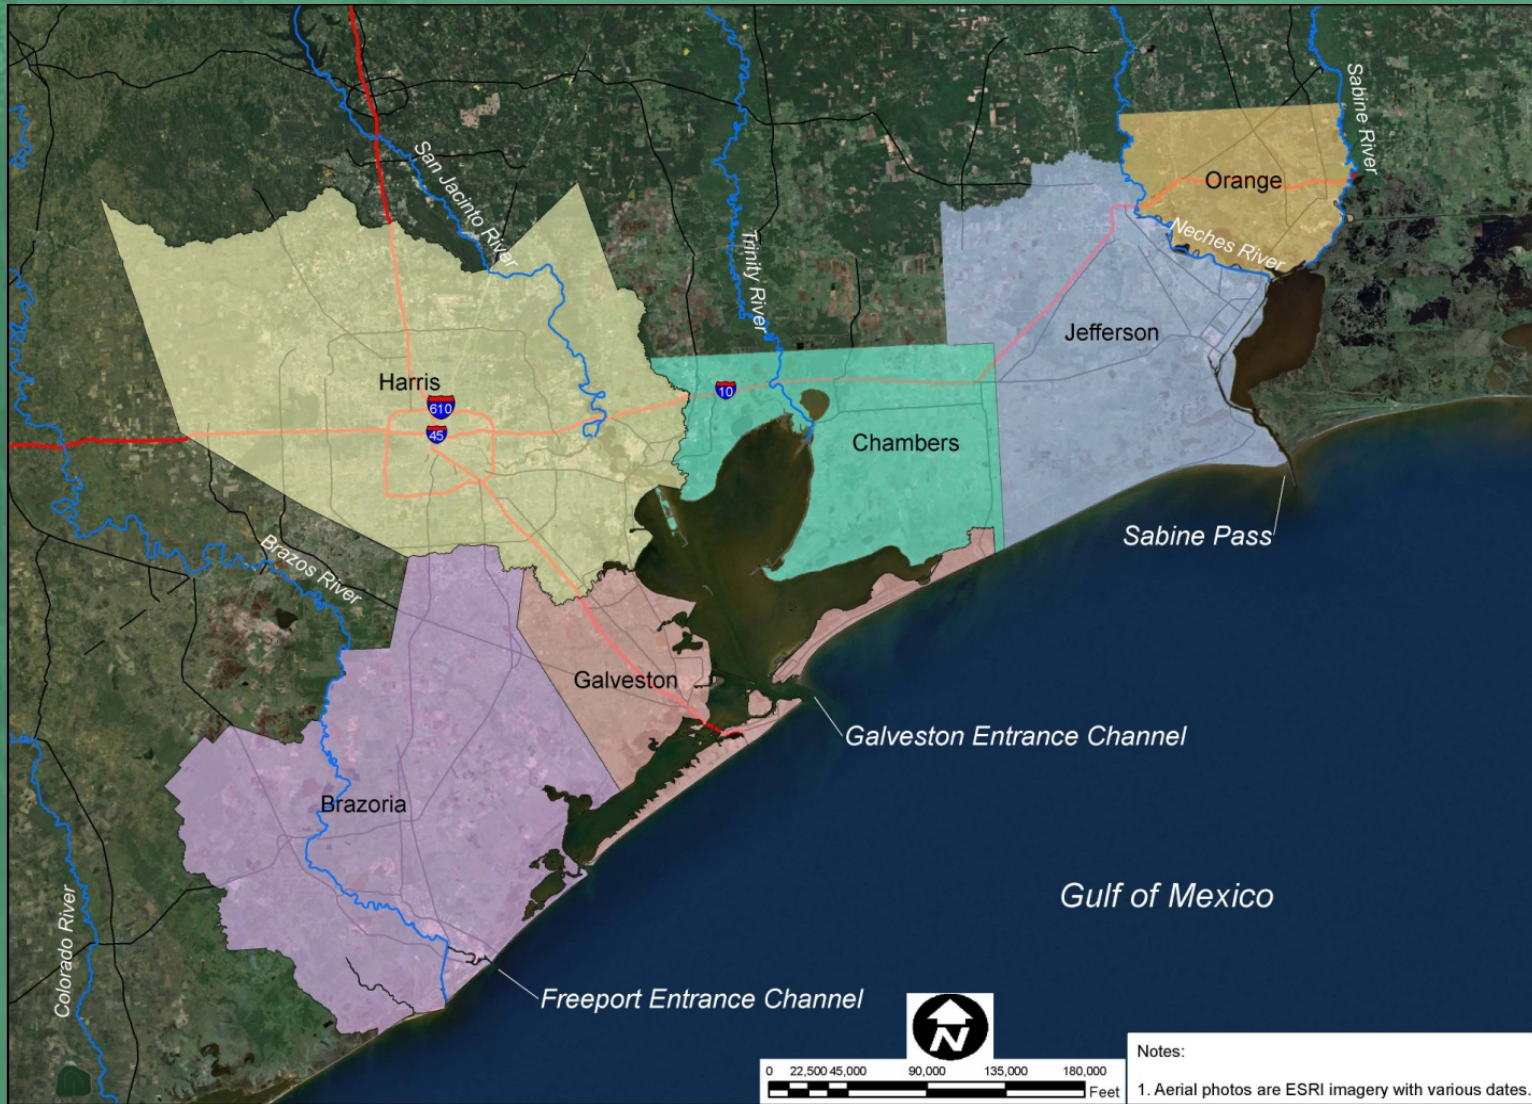 Sabine River
San Jacinto River
Orange
Neches River
Trinity River
Jefferson
Harris
610
10
45
Chambers
Sabine Pass
Brazos River
Galveston
Galveston Entrance Channel
Brazoria
Gulf of Mexico
Colorado River
Freeport Entrance Channel
N
0 22,500 45,000 90,000 135,000 180,000
Feet
Notes:
1. Aerial photos are ESRI imagery with various dates.